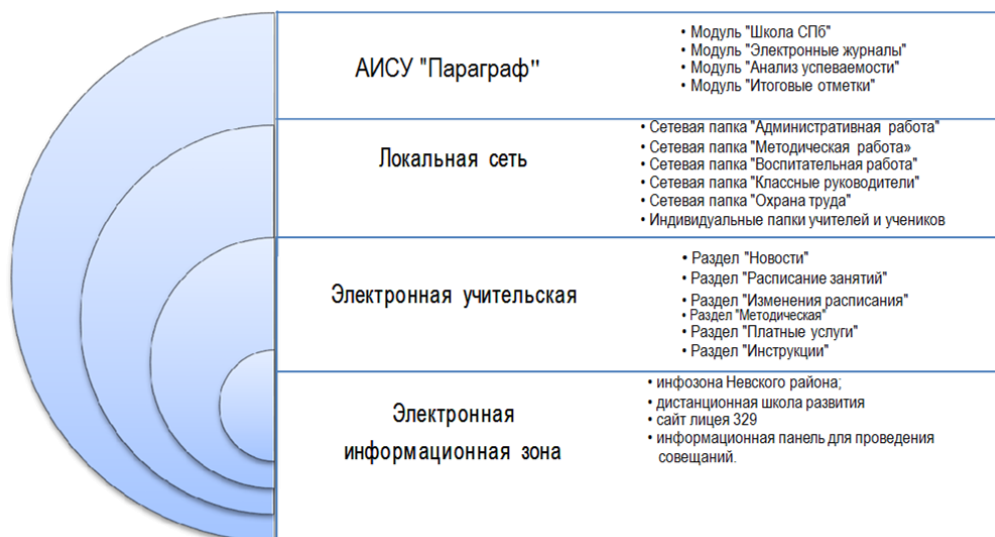 АИСУ "Параграф"
• Модуль "Школа СПб"
• Модуль "Электронные журналы"
• Модуль "Анализ успеваемости"
• Модуль "Итоговые отметки"
Локальная сеть
• Сетевая папка "Административная работа"
• Сетевая папка "Методическая работа»
• Сетевая папка "Воспитательная работа"
• Сетевая папка "Классные руководители"
• Сетевая папка "Охрана труда"
• Индивидуальные папки учителей и учеников
Электронная учительская
• Раздел "Новости"
• Раздел "Расписание занятий"
• Раздел "Изменения расписания"
• Раздел "Методическая"
• Раздел "Платные услуги"
• Раздел "Инструкции"
Электронная
информационная зона
• инфозона Невского района;
• дистанционная школа развития
• сайт лицея 329
• информационная панель для проведения
совещаний.